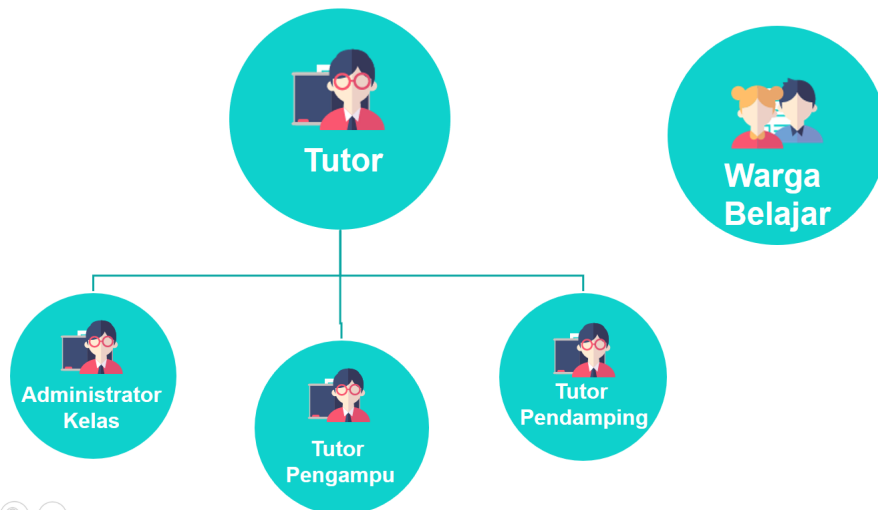 Tutor
Warga
Belajar
Administrator
Kelas
Tutor
Pengampu
Tutor
Pendamping